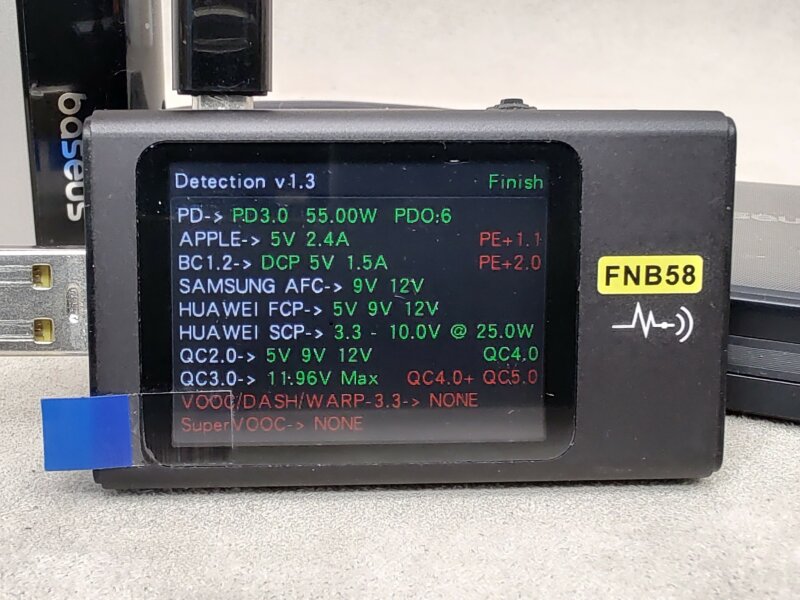 baseus
Detection v1.3 Finish
PD-> PD3.0 55.00W PDO:6
APPLE-> 5V 2.4A PE+1.1
BC1.2-> DCP 5V 1.5A PE+2.0
SAMSUNG AFC-> 9V 12V
HUAWEI FCP-> 5V 9V 12V
HUAWEI SCP-> 3.3 - 10.0V @ 25.0W
QC2.0-> 5V 9V 12V QC4.0
QC3.0-> 11.96V Max QC4.0+ QC5.0
VOOC/DASH/WARP-3.3-> NONE
SuperVOOC-> NONE
FNB58